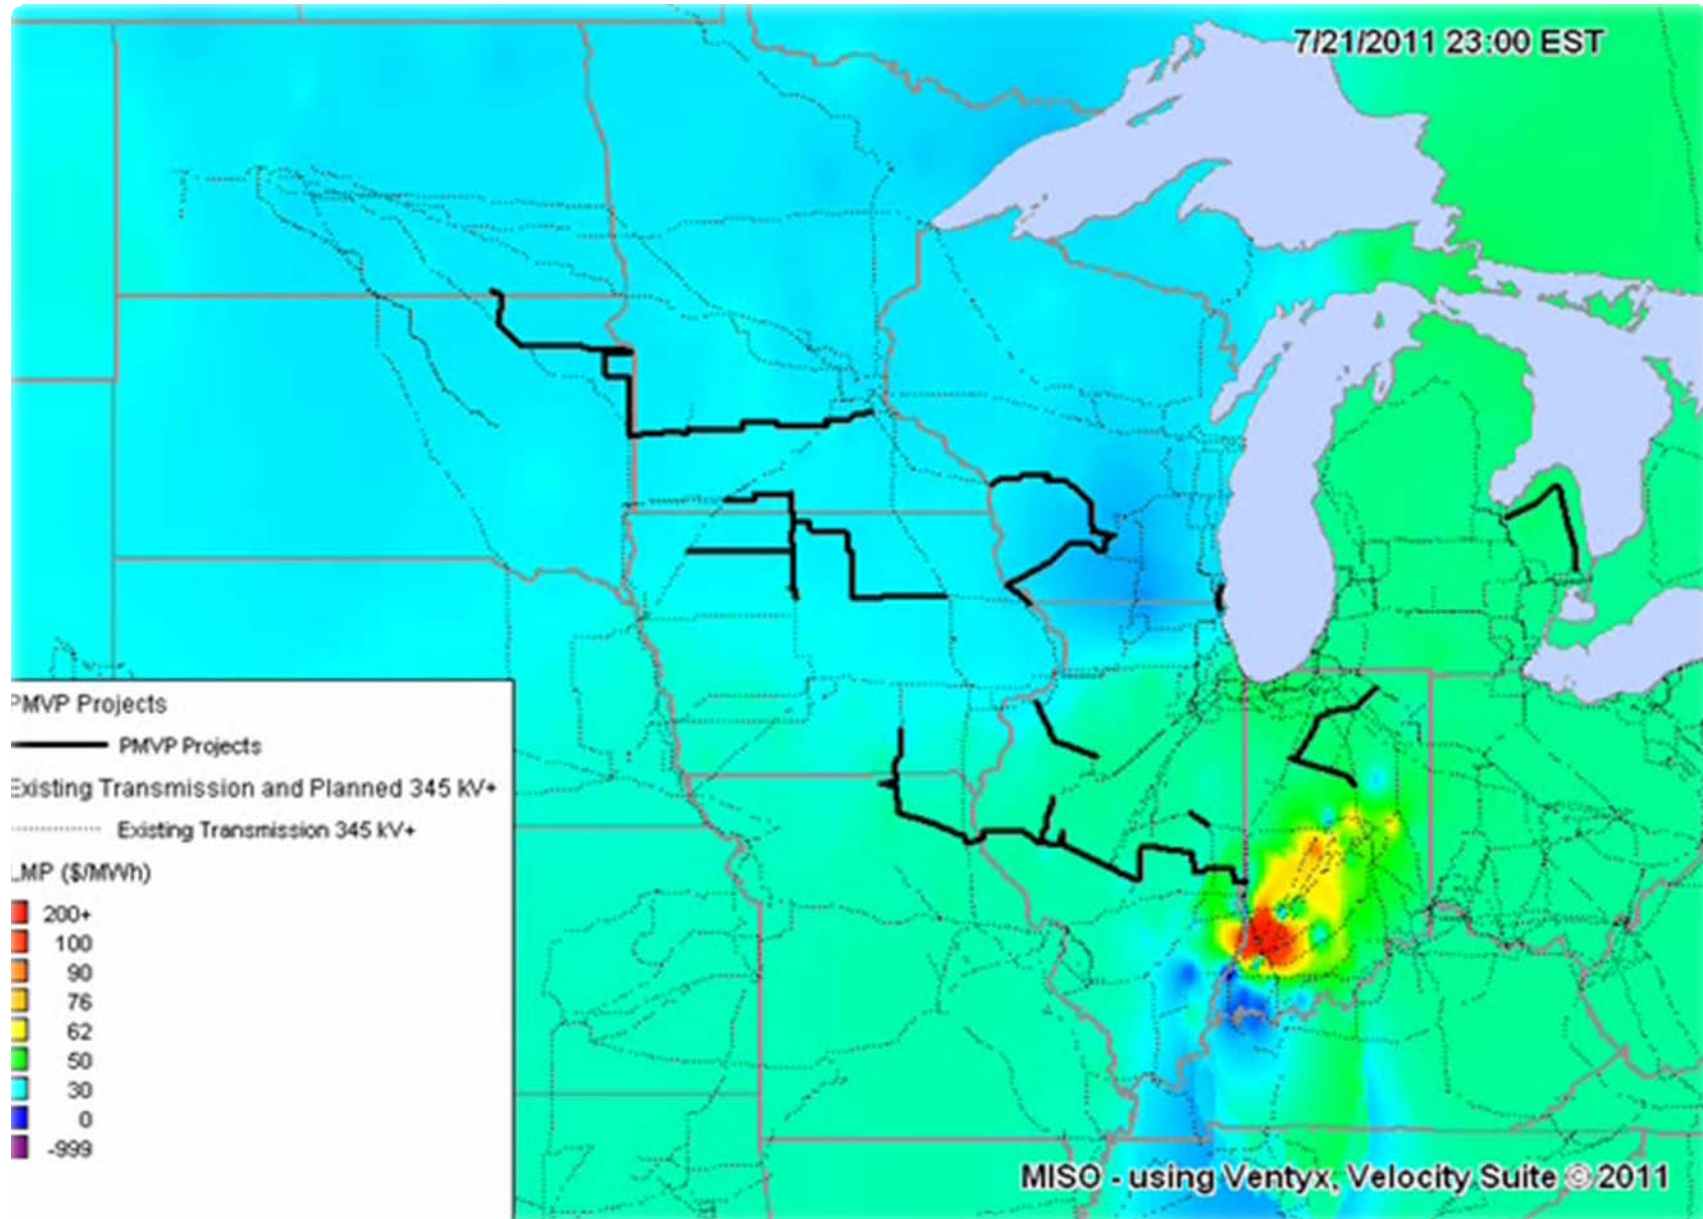 7/21/2011 23:00 EST
PMVP Projects
PMVP Projects
Existing Transmission and Planned 345 kV+
Existing Transmission 345 kV+
LMP ($/MWh)
200+
100
90
76
62
50
30
0
-999
MISO - using Ventyx, Velocity Suite © 2011